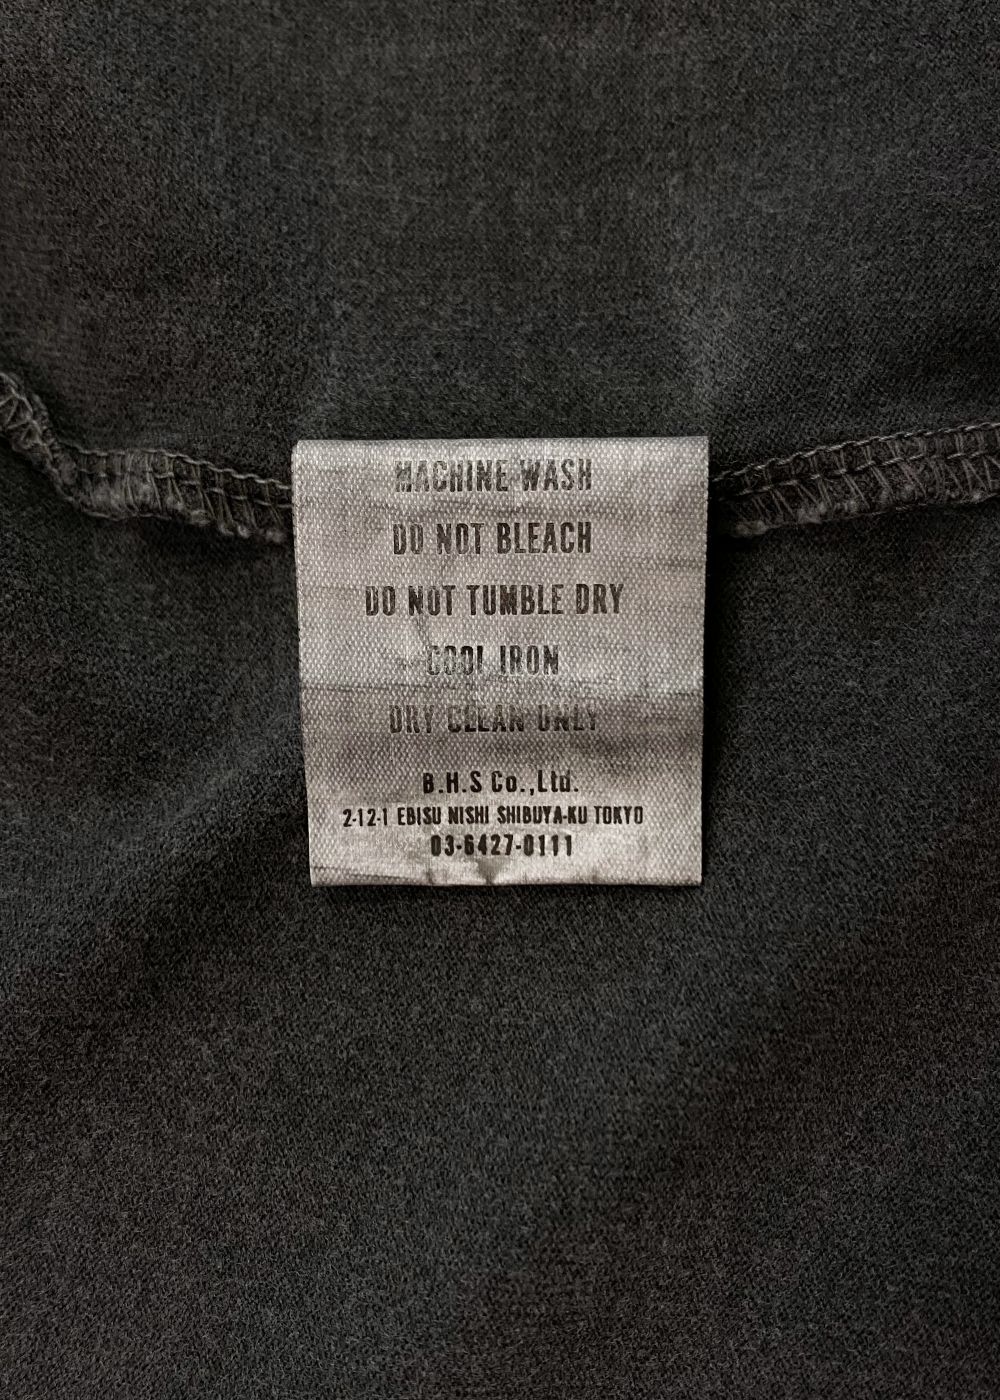 MACHINE WASH
DO NOT BLEACH
DO NOT TUMBLE DRY
COOL IRON
DRY CLEAN ONLY
B.H.S Co.,Ltd.
2-12-1 EBISU NISHI SHIBUYA-KU TOKYO
03-6427-0111